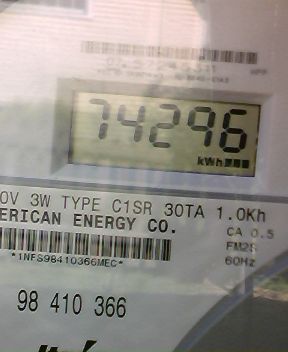 74296
kWh
0V 3W TYPE C1SR 30TA 1.0Kh
ERICAN ENERGY CO.
CA 0.5
FM2S
60Hz
*1NFS98410366MEC*
98 410 366